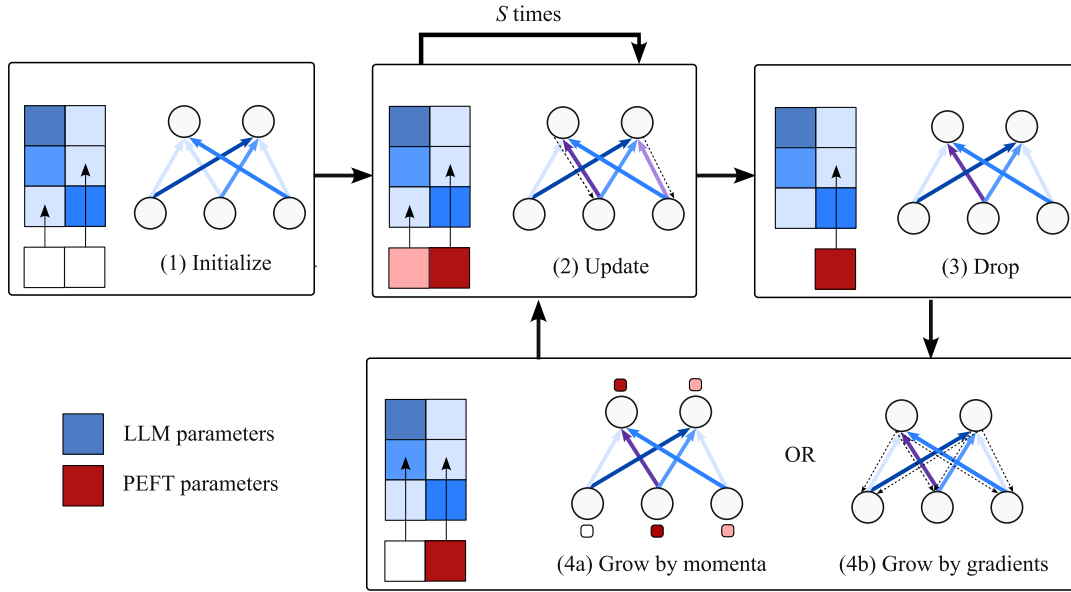 S times
(1) Initialize
(2) Update
(3) Drop
LLM parameters
PEFT parameters
OR
(4a) Grow by momenta
(4b) Grow by gradients